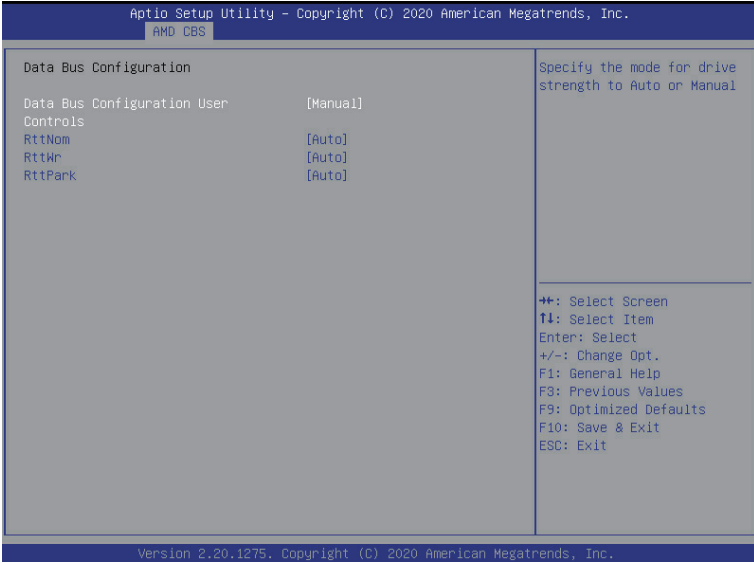 Aptio Setup Utility – Copyright (C) 2020 American Megatrends, Inc.
AMD CBS
Data Bus Configuration
Data Bus Configuration User Controls [Manual]
RttNom [Auto]
RttWr [Auto]
RttPark [Auto]
Specify the mode for drive
strength to Auto or Manual
→←: Select Screen
↑↓: Select Item
Enter: Select
+/-: Change Opt.
F1: General Help
F3: Previous Values
F9: Optimized Defaults
F10: Save & Exit
ESC: Exit
Version 2.20.1275. Copyright (C) 2020 American Megatrends, Inc.